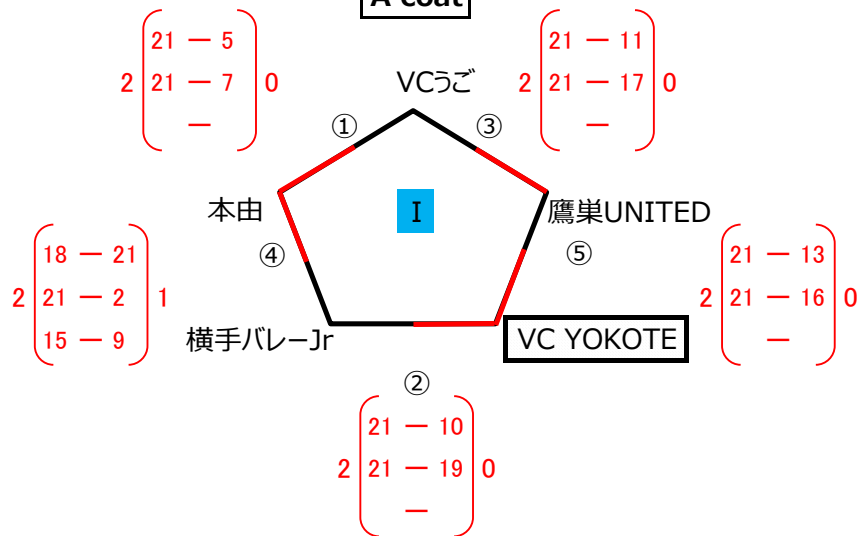 A coat
21 — 5
2 21 — 7 0
—
21 — 11
2 21 — 17 0
—
VCうご
①
③
本由
I
鷹巣UNITED
④
⑤
18 — 21
2 21 — 2 1
15 — 9
21 — 13
2 21 — 16 0
—
横手バレーJr
VC YOKOTE
②
21 — 10
2 21 — 19 0
—